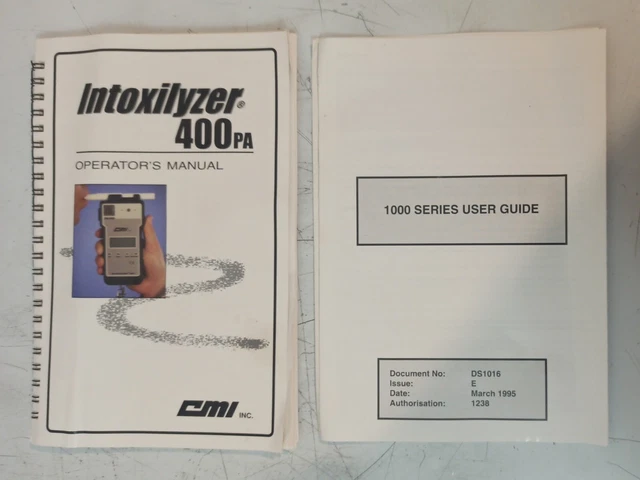 Intoxilyzer®
400PA
OPERATOR'S MANUAL
CMI INC.
1000 SERIES USER GUIDE
Document No: DS1016
Issue: E
Date: March 1995
Authorisation: 1238